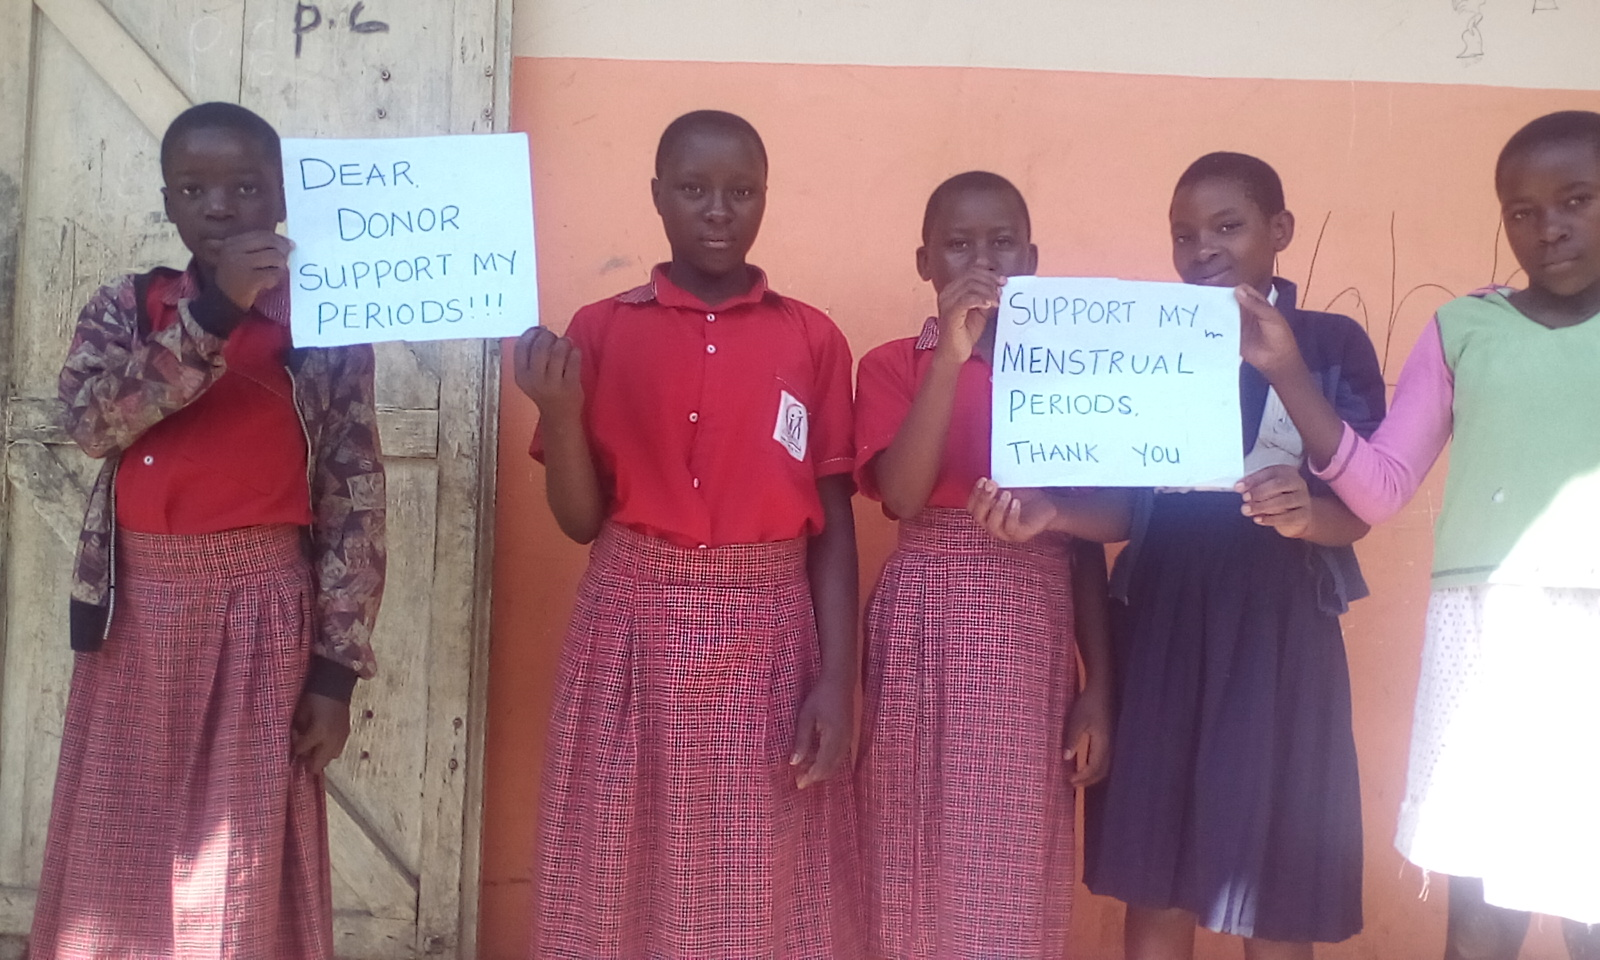 P.6
DEAR.
DONOR
SUPPORT MY
PERIODS!!!
SUPPORT MY
MENSTRUAL
PERIODS.
THANK YOU